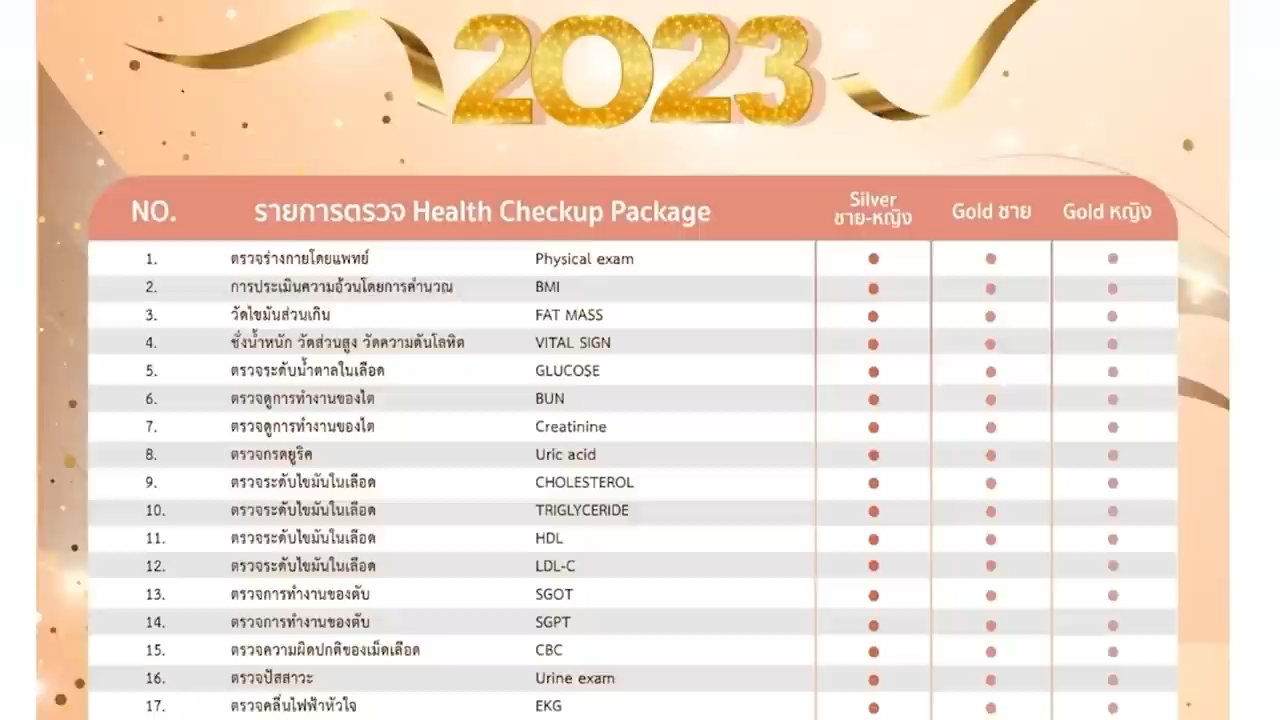 2023
NO. รายการตรวจ Health Checkup Package Silver ชาย-หญิง Gold ชาย Gold หญิง
1. ตรวจร่างกายโดยแพทย์ Physical exam
2. การประเมินความอ้วนโดยการคำนวณ BMI
3. วัดไขมันส่วนเกิน FAT MASS
4. ชั่งน้ำหนัก วัดส่วนสูง วัดความดันโลหิต VITAL SIGN
5. ตรวจระดับน้ำตาลในเลือด GLUCOSE
6. ตรวจดูการทำงานของไต BUN
7. ตรวจดูการทำงานของไต Creatinine
8. ตรวจกรดยูริค Uric acid
9. ตรวจระดับไขมันในเลือด CHOLESTEROL
10. ตรวจระดับไขมันในเลือด TRIGLYCERIDE
11. ตรวจระดับไขมันในเลือด HDL
12. ตรวจระดับไขมันในเลือด LDL-C
13. ตรวจการทำงานของตับ SGOT
14. ตรวจการทำงานของตับ SGPT
15. ตรวจความผิดปกติของเม็ดเลือด CBC
16. ตรวจปัสสาวะ Urine exam
17. ตรวจคลื่นไฟฟ้าหัวใจ EKG